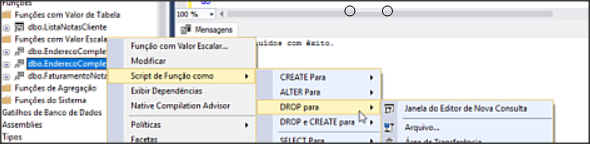 Funções
Funções com Valor de Tabela
dbo.ListaNotasCliente
Funções com Valor Escala
dbo.EnderecoComple
dbo.EnderecoComple
dbo.FaturamentoNota
Funções de Agregação
Funções do Sistema
Gatilhos de Banco de Dados
Assemblies
Tipos
100 %
Mensagens
uídos com êxito.
Função com Valor Escalar...
Modificar
Script de Função como
Exibir Dependências
Native Compilation Advisor
Políticas
Facetas
CREATE Para
ALTER Para
DROP para
DROP e CREATE para
SELECT Para
Janela do Editor de Nova Consulta
Arquivo...
Área de Transferência